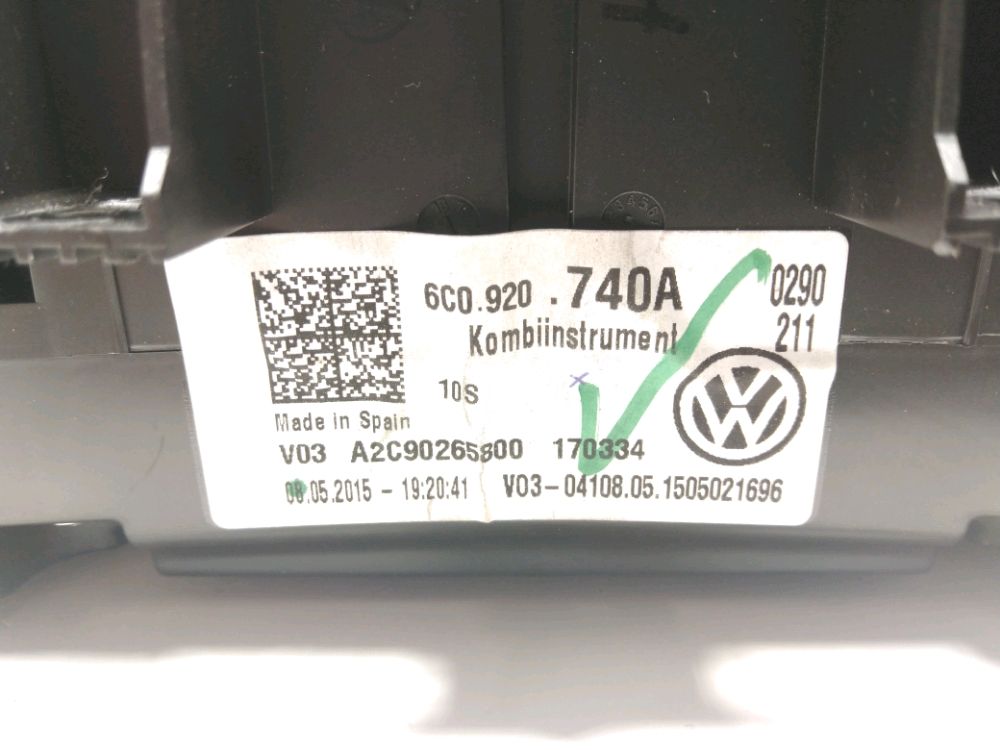 6C0.920 .740A
0290
Kombiinstrument
211
10S
Made in Spain
V03 A2C90265800 170334
08.05.2015 - 19:20:41 V03-04108.05.1505021696